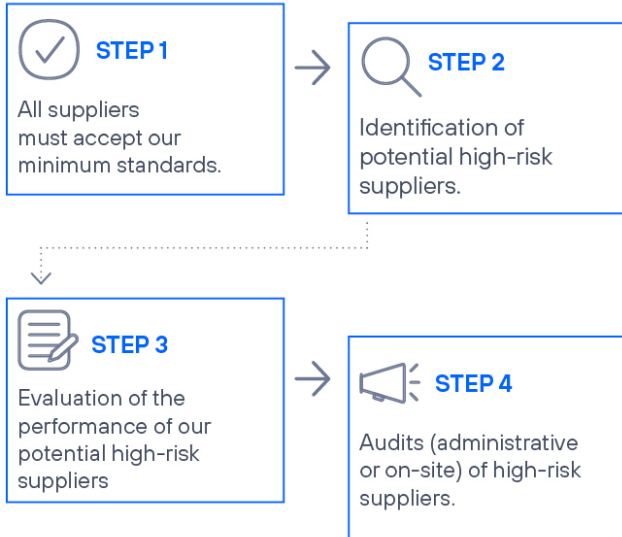 STEP 1
All suppliers
must accept our
minimum standards.
STEP 2
Identification of
potential high-risk
suppliers.
STEP 3
Evaluation of the
performance of our
potential high-risk
suppliers
STEP 4
Audits (administrative
or on-site) of high-risk
suppliers.